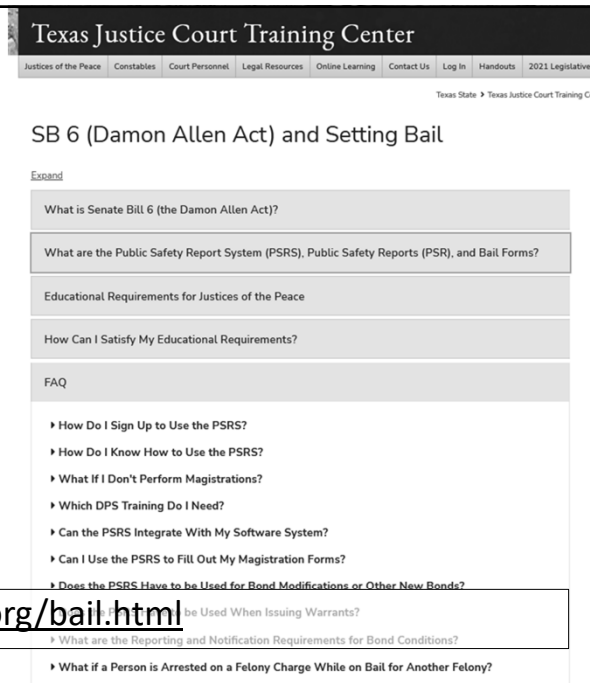 Texas Justice Court Training Center
Justices of the Peace Constables Court Personnel Legal Resources Online Learning Contact Us Log In Handouts 2021 Legislative
Texas State > Texas Justice Court Training C
SB 6 (Damon Allen Act) and Setting Bail
Expand
What is Senate Bill 6 (the Damon Allen Act)?
What are the Public Safety Report System (PSRS), Public Safety Reports (PSR), and Bail Forms?
Educational Requirements for Justices of the Peace
How Can I Satisfy My Educational Requirements?
FAQ
How Do I Sign Up to Use the PSRS?
How Do I Know How to Use the PSRS?
What If I Don't Perform Magistrations?
Which DPS Training Do I Need?
Can the PSRS Integrate With My Software System?
Can I Use the PSRS to Fill Out My Magistration Forms?
Does the PSRS Have to be Used for Bond Modifications or Other New Bonds?
org/bail.html be Used When Issuing Warrants?
What are the Reporting and Notification Requirements for Bond Conditions?
What if a Person is Arrested on a Felony Charge While on Bail for Another Felony?